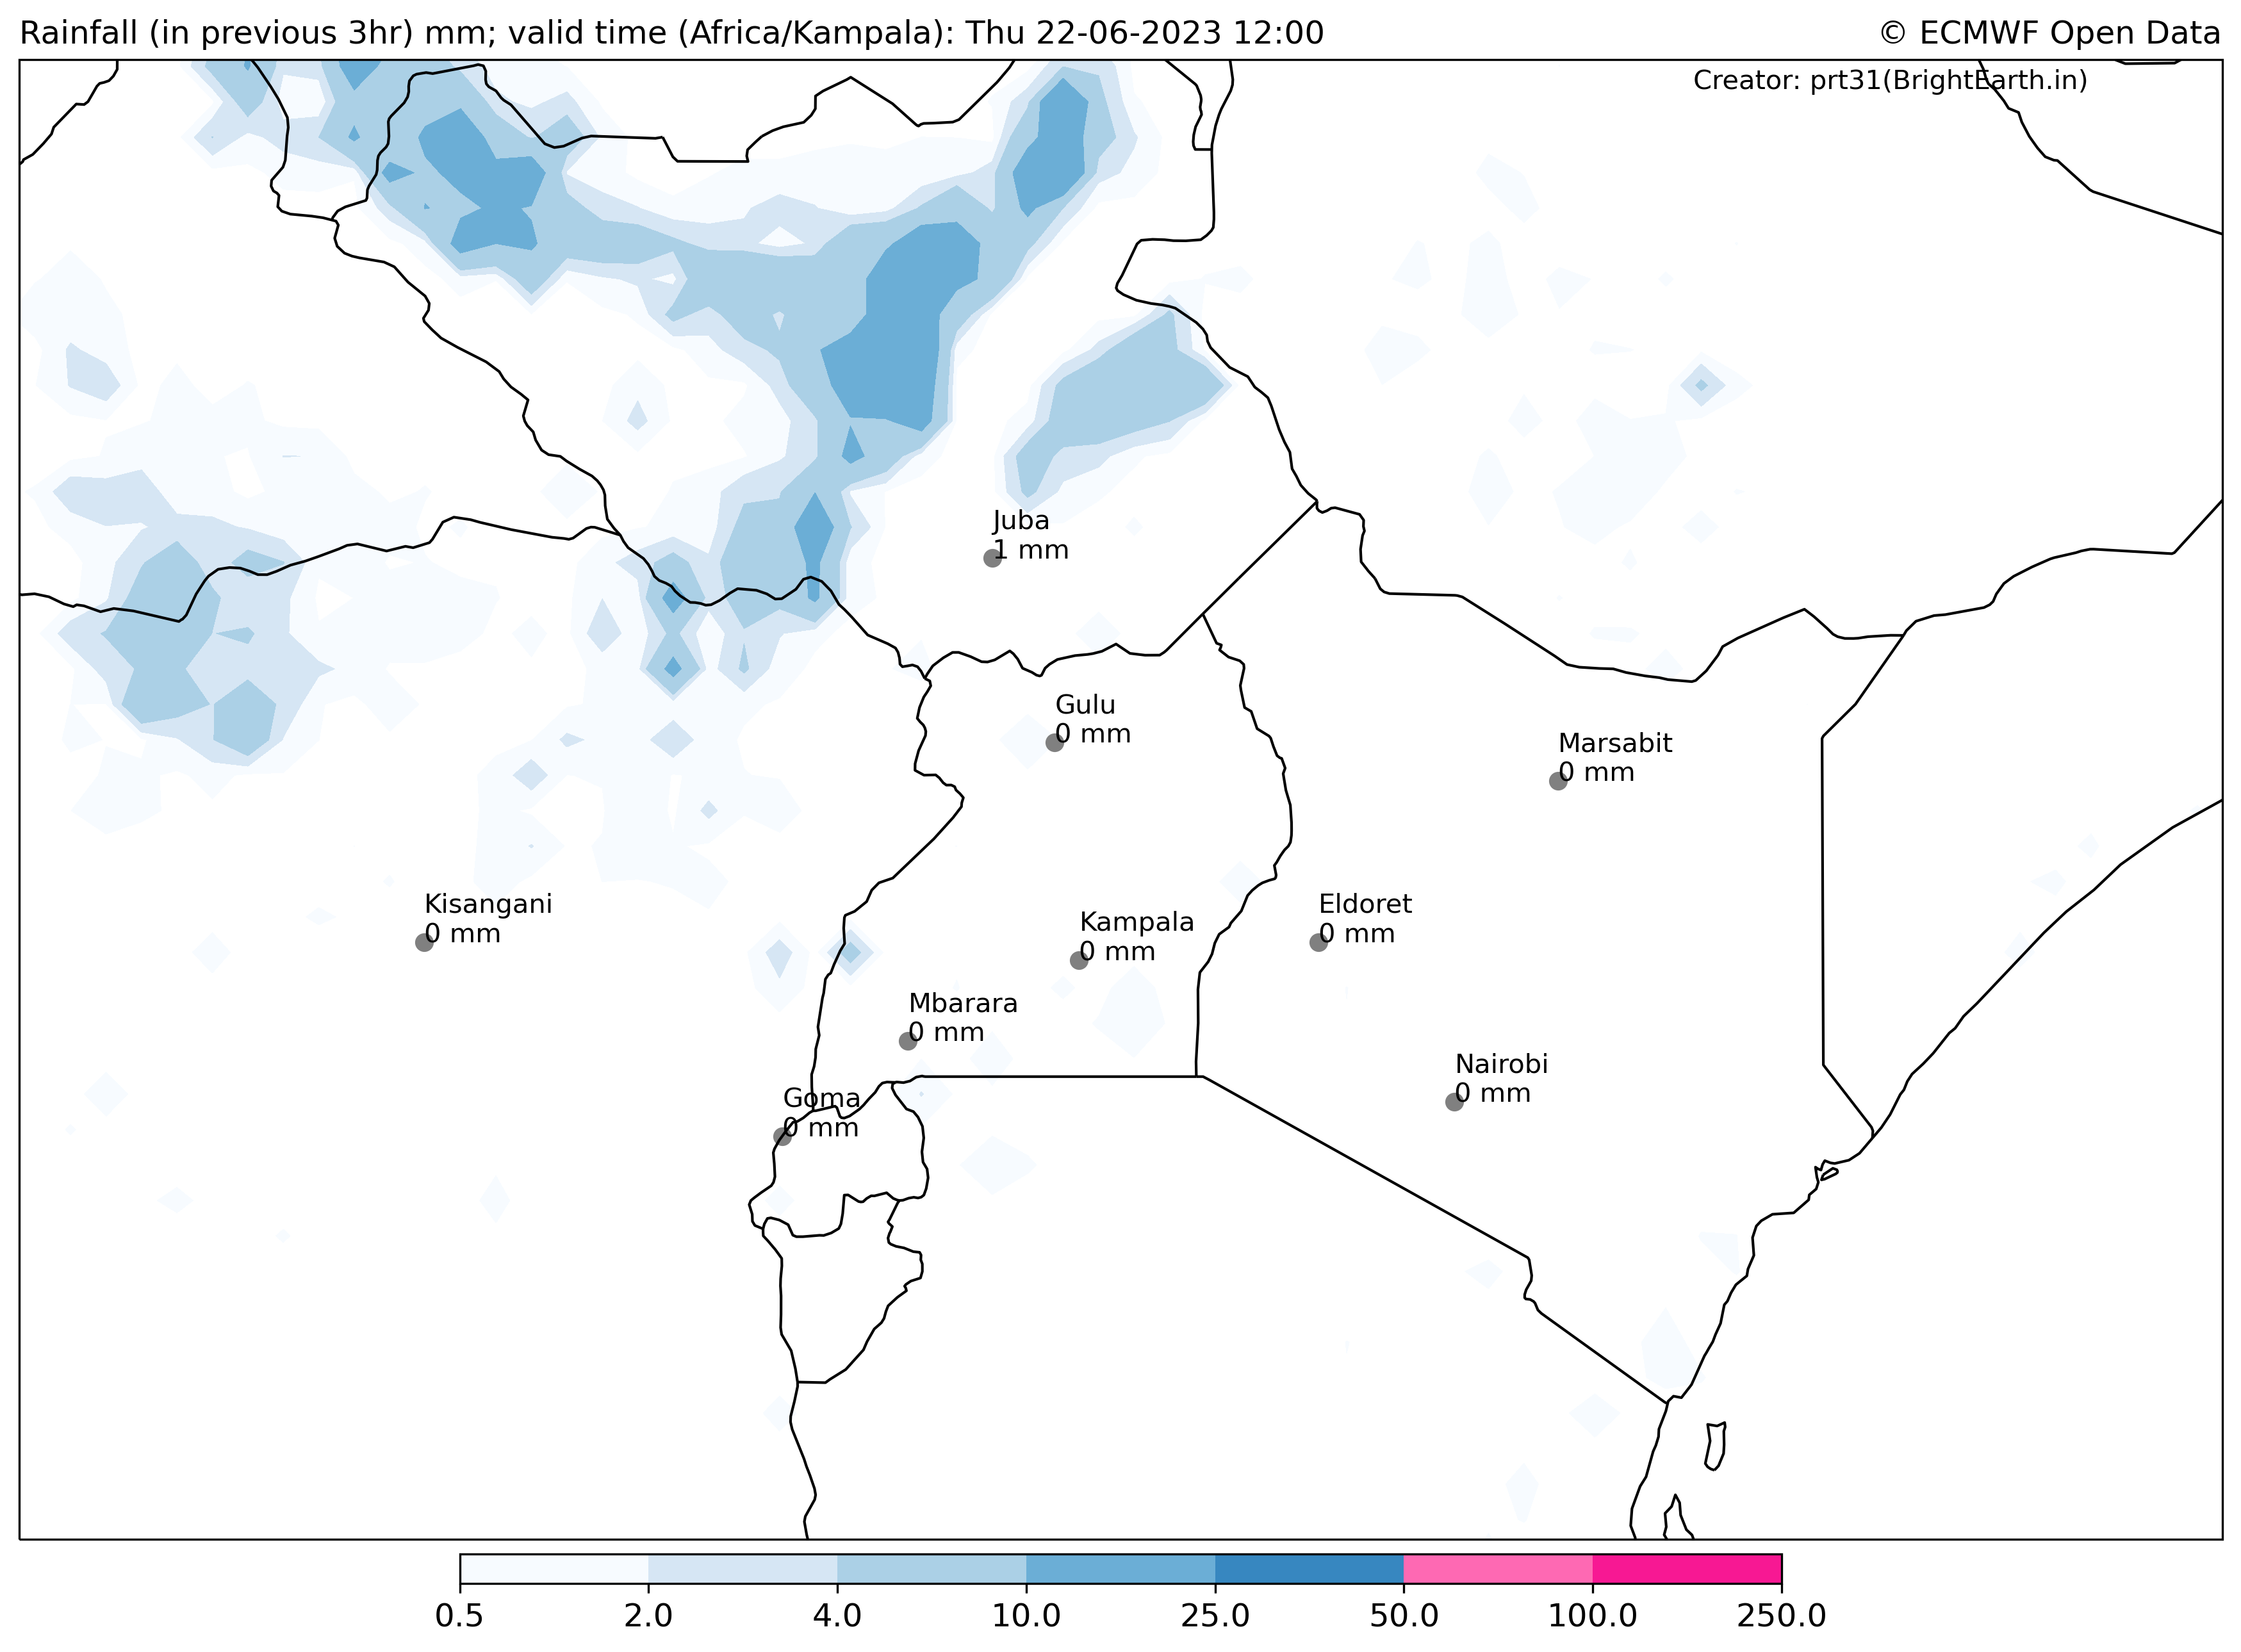 Rainfall (in previous 3hr) mm; valid time (Africa/Kampala): Thu 22-06-2023 12:00
© ECMWF Open Data
Creator: prt31(BrightEarth.in)
Juba
1 mm
Gulu
0 mm
Marsabit
0 mm
Kisangani
0 mm
Eldoret
0 mm
Kampala
0 mm
Mbarara
0 mm
Nairobi
0 mm
Goma
0 mm
0.5 2.0 4.0 10.0 25.0 50.0 100.0 250.0